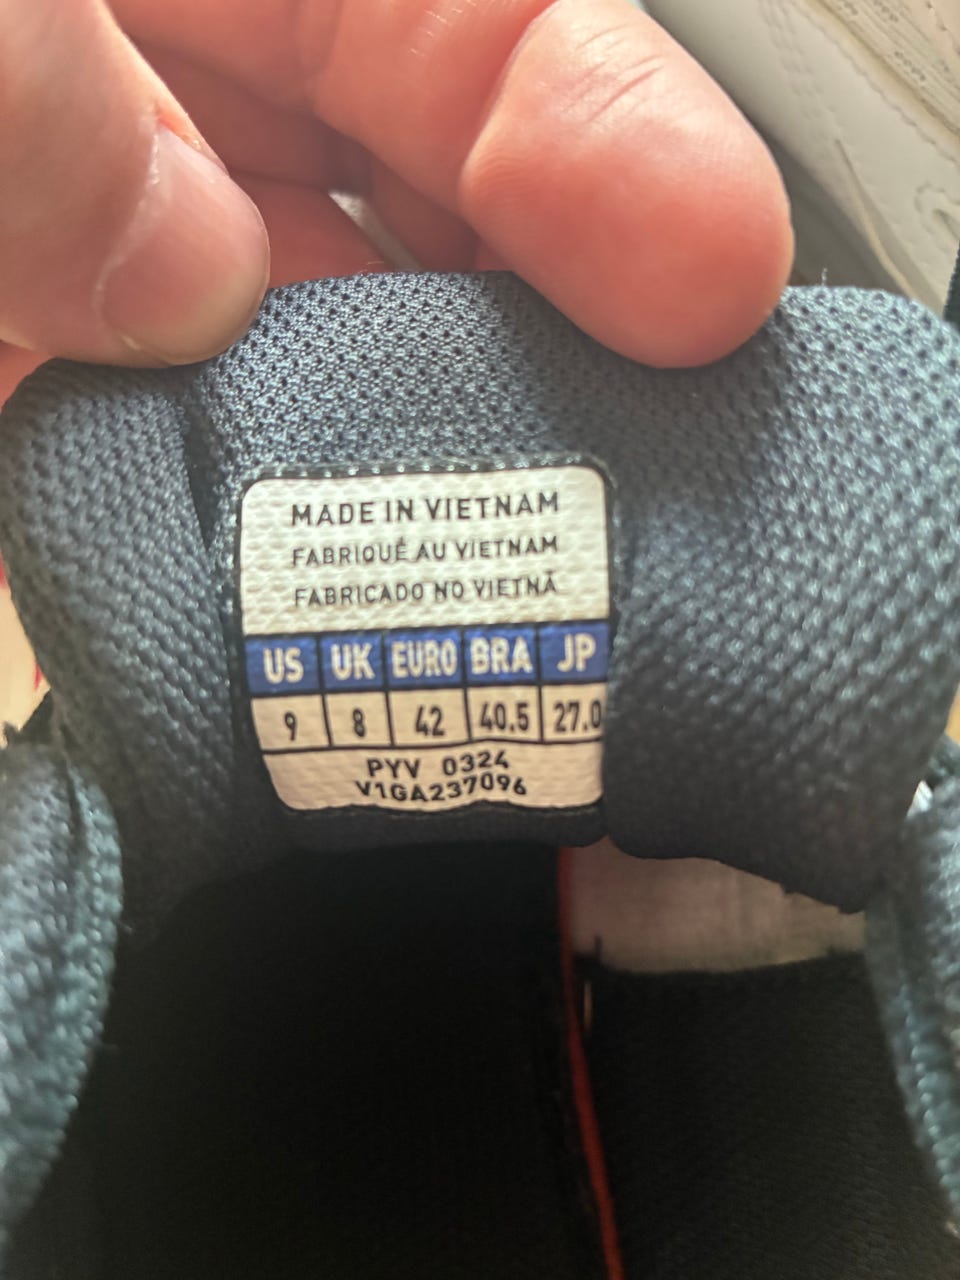 MADE IN VIETNAM
FABRIQUÉ AU VIETNAM
FABRICADO NO VIETNÃ
US UK EURO BRA JP
9 8 42 40.5 27.0
PYV 0324
V1GA237096